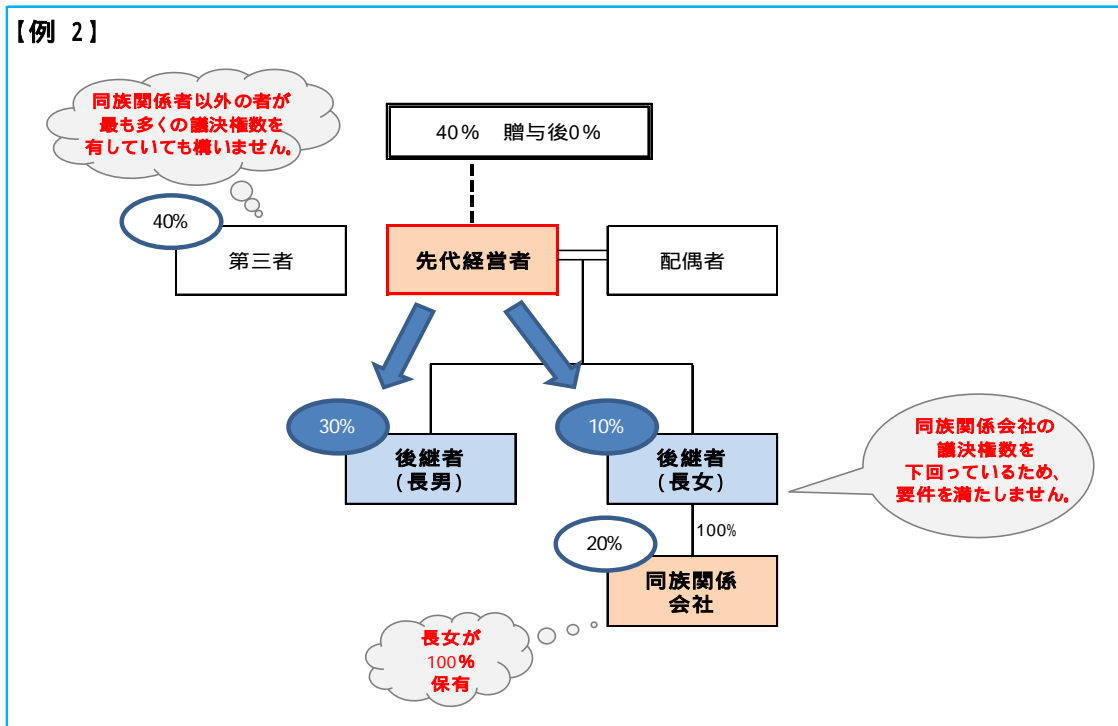 【例 2】
同族関係者以外の者が
最も多くの議決権数を
有していても構いません。
40％　贈与後0％
40%
第三者
先代経営者
配偶者
30%
10%
後継者
(長男)
後継者
(長女)
同族関係会社の
議決権数を
下回っているため、
要件を満たしません。
100%
20%
同族関係
会社
長女が
100%
保有